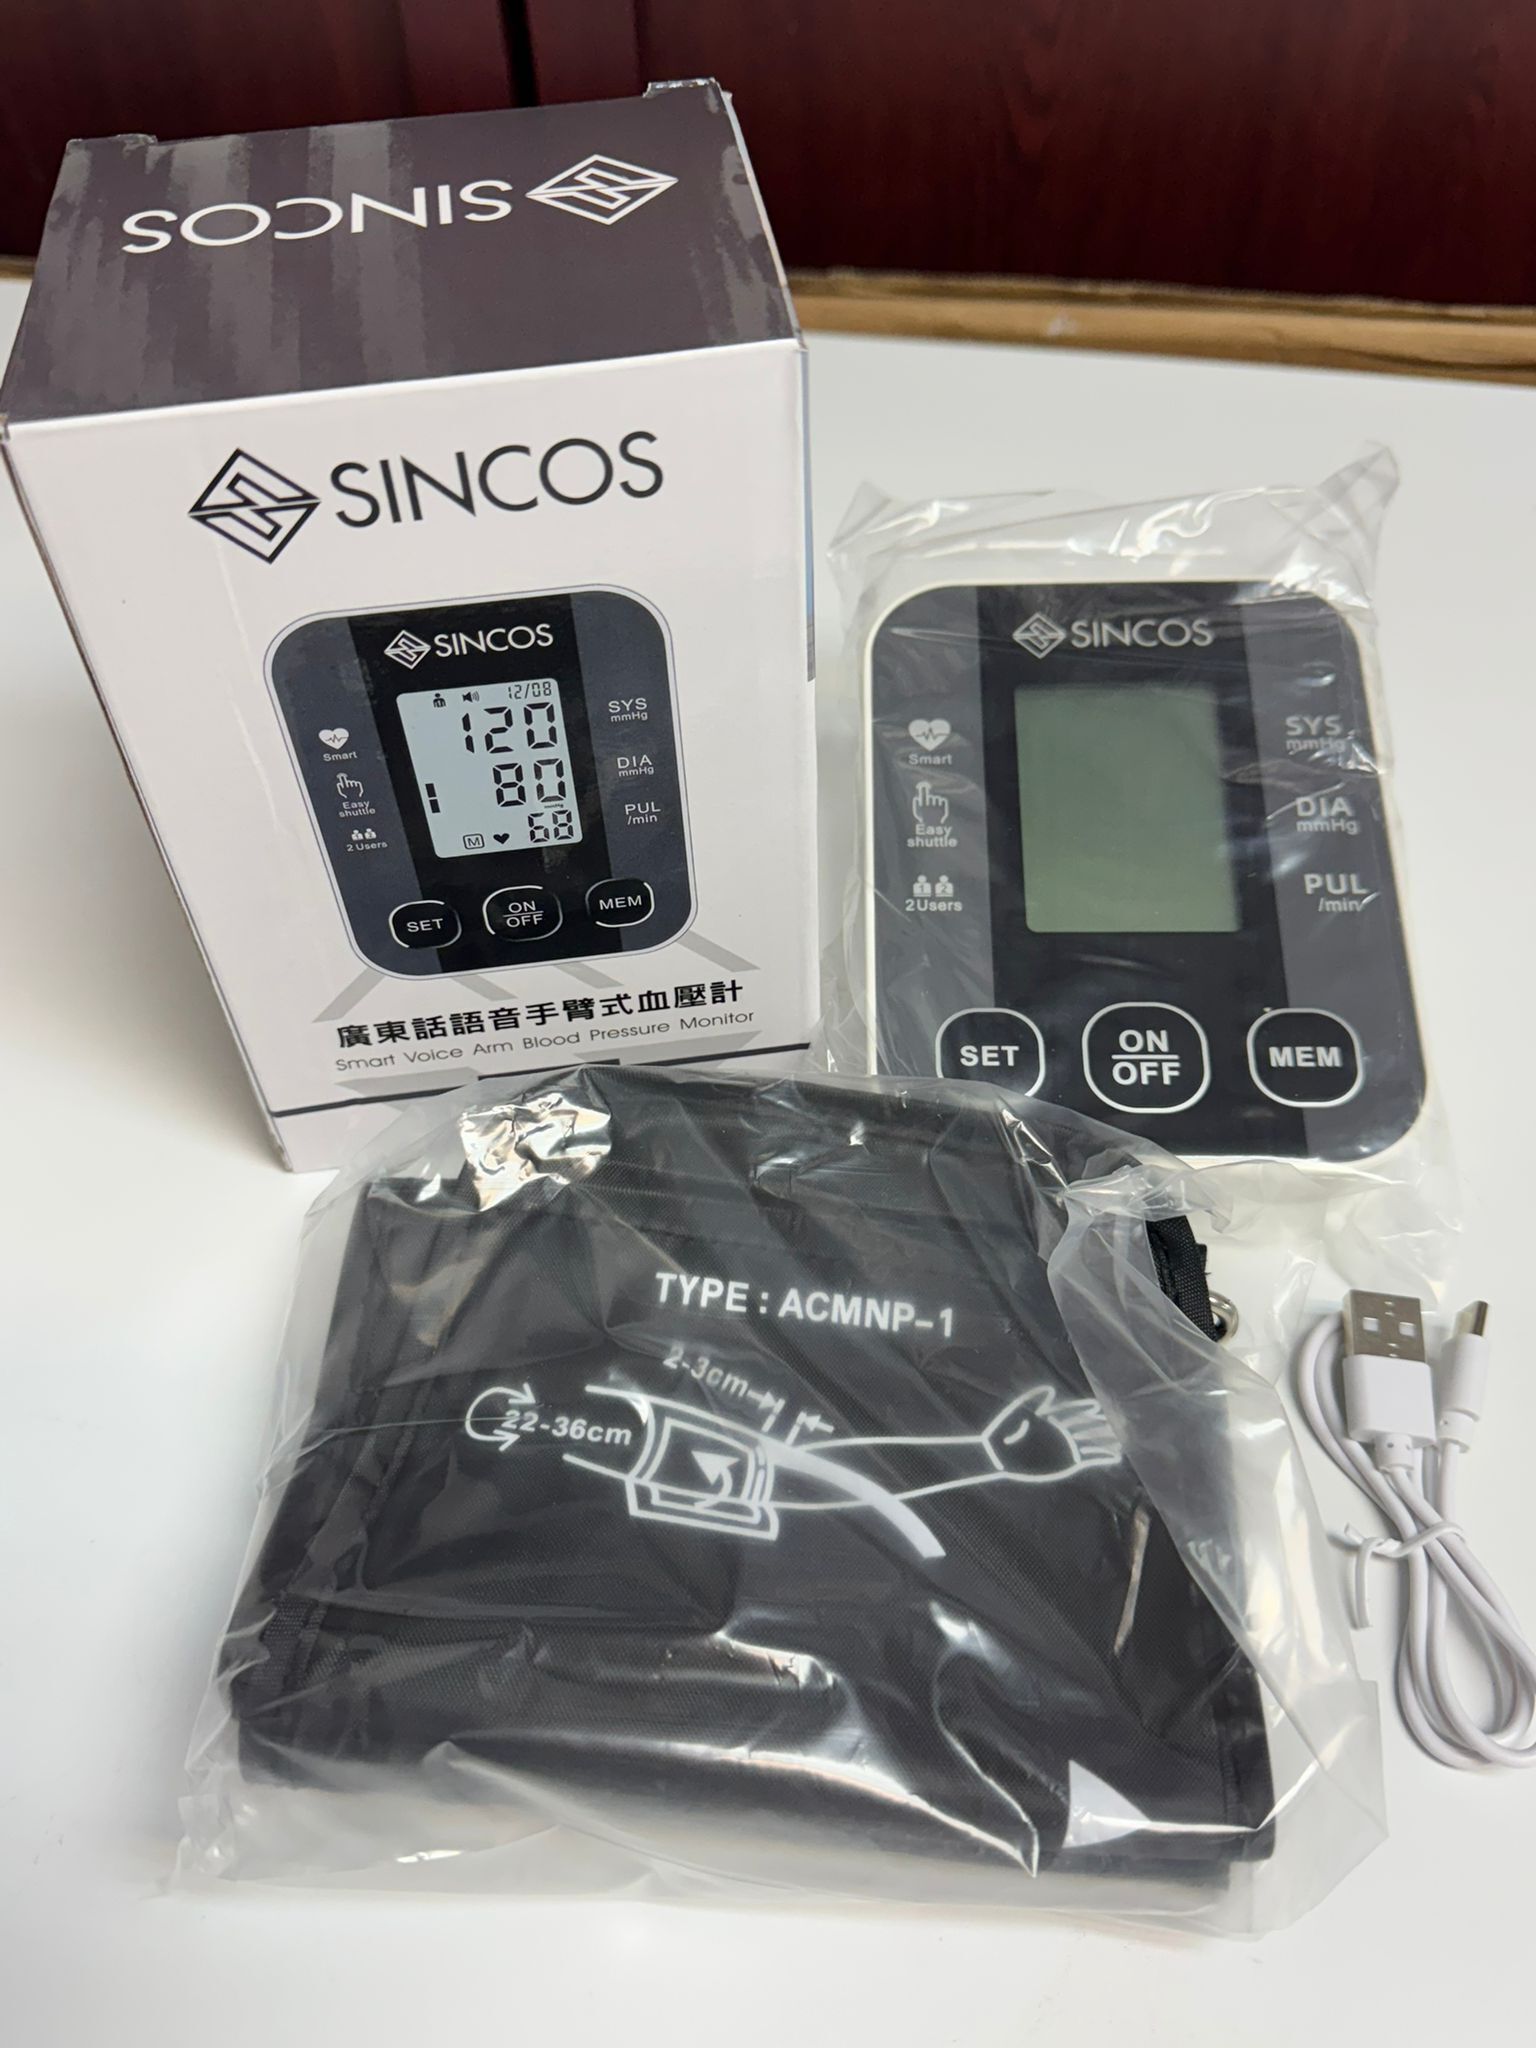 SINCOS
SINCOS
SINCOS
12/08
120
80
mmHg
68
M
SYS
mmHg
DIA
mmHg
PUL
/min
Smart
Easy
shuttle
2 Users
SET
ON
OFF
MEM
廣東話語音手臂式血壓計
Smart Voice Arm Blood Pressure Monitor
SINCOS
Smart
Easy
shuttle
1 2
2 Users
SYS
mmHg
DIA
mmHg
PUL
/min
SET
ON
OFF
MEM
TYPE : ACMNP-1
2-3cm
22-36cm